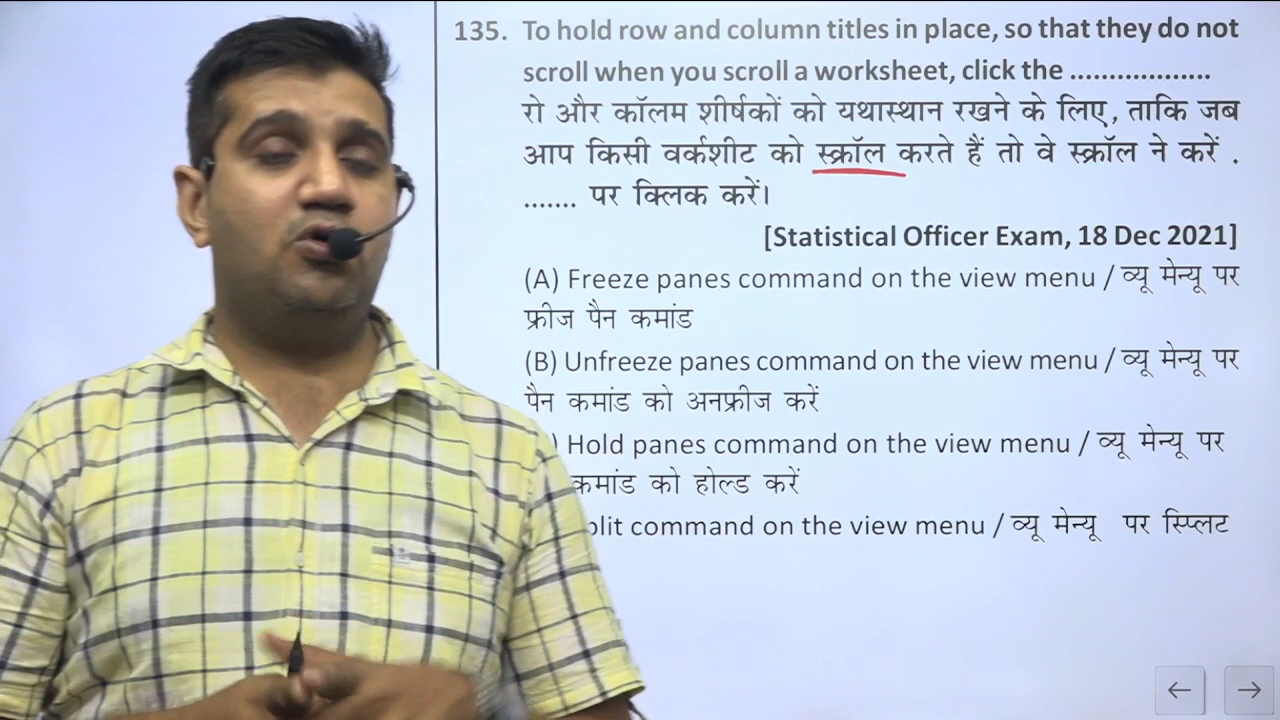 135. To hold row and column titles in place, so that they do not
scroll when you scroll a worksheet, click the ..................
रो और कॉलम शीर्षकों को यथास्थान रखने के लिए, ताकि जब
आप किसी वर्कशीट को स्क्रॉल करते हैं तो वे स्क्रॉल ने करें .
....... पर क्लिक करें।
[Statistical Officer Exam, 18 Dec 2021]
(A) Freeze panes command on the view menu / व्यू मेन्यू पर
फ्रीज पैन कमांड
(B) Unfreeze panes command on the view menu / व्यू मेन्यू पर
पैन कमांड को अनफ्रीज करें
) Hold panes command on the view menu / व्यू मेन्यू पर
कमांड को होल्ड करें
plit command on the view menu / व्यू मेन्यू पर स्प्लिट